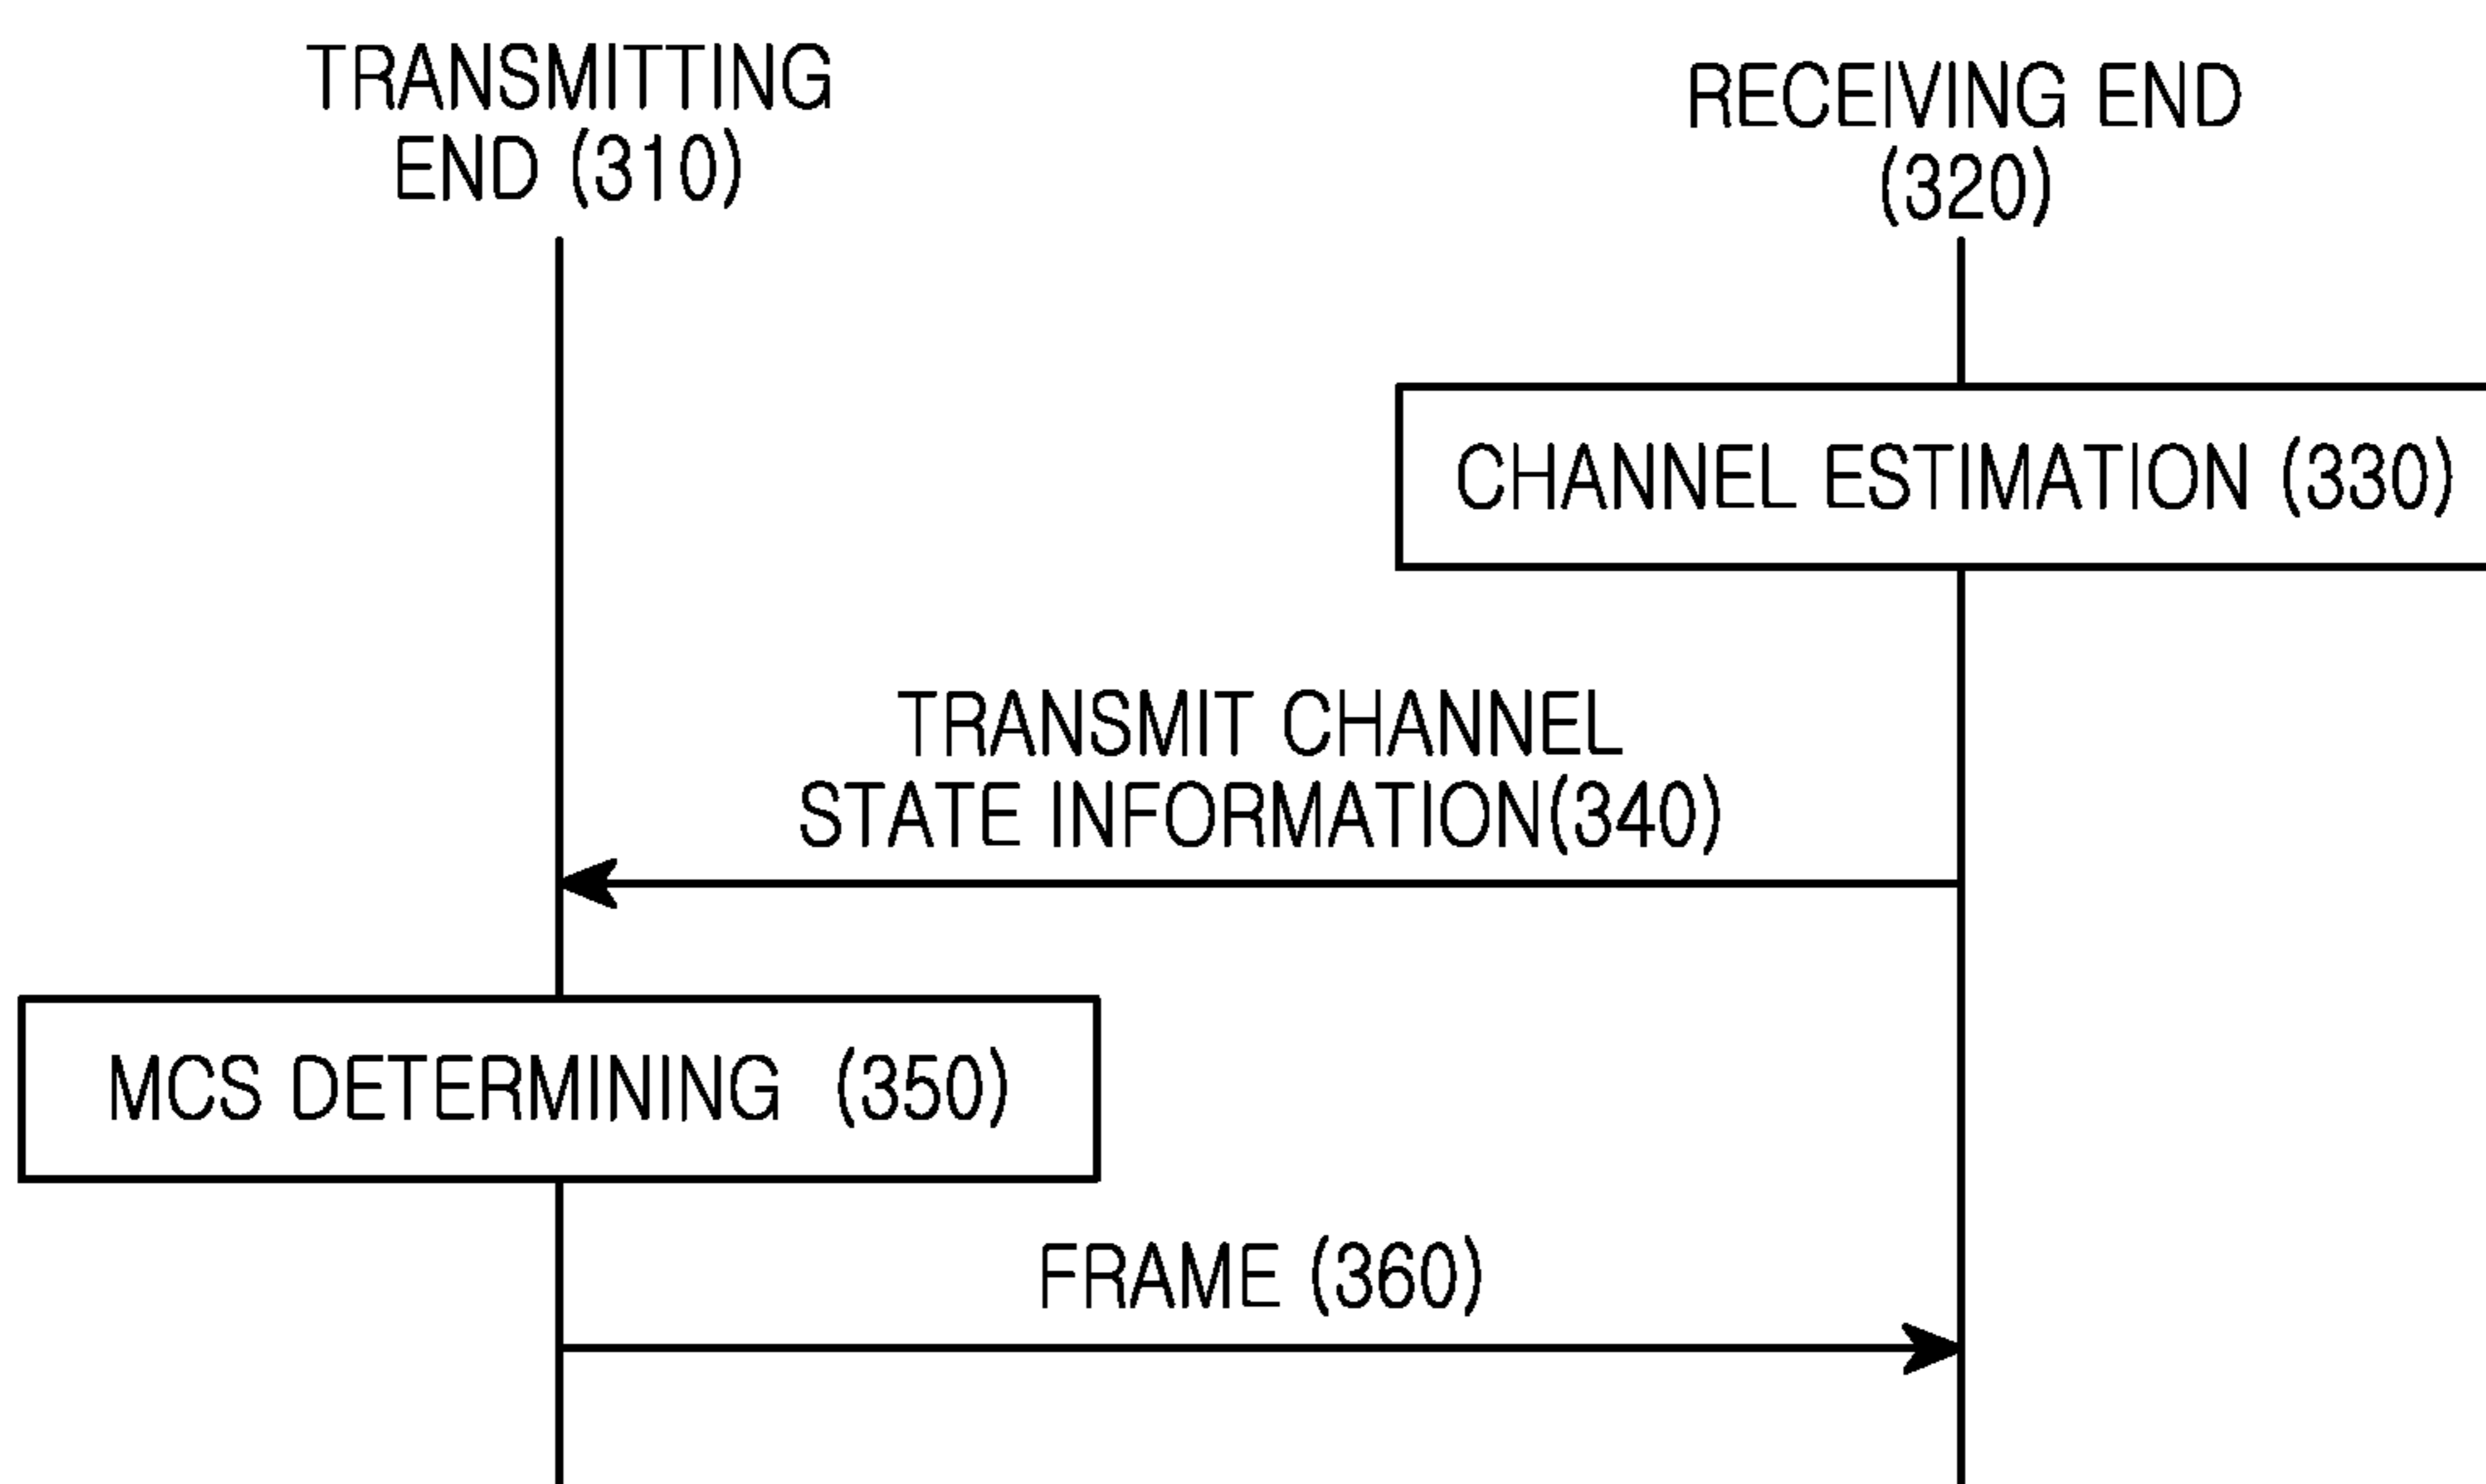 TRANSMITTING
END (310)
RECEIVING END
(320)
CHANNEL ESTIMATION (330)
TRANSMIT CHANNEL
STATE INFORMATION(340)
MCS DETERMINING (350)
FRAME (360)